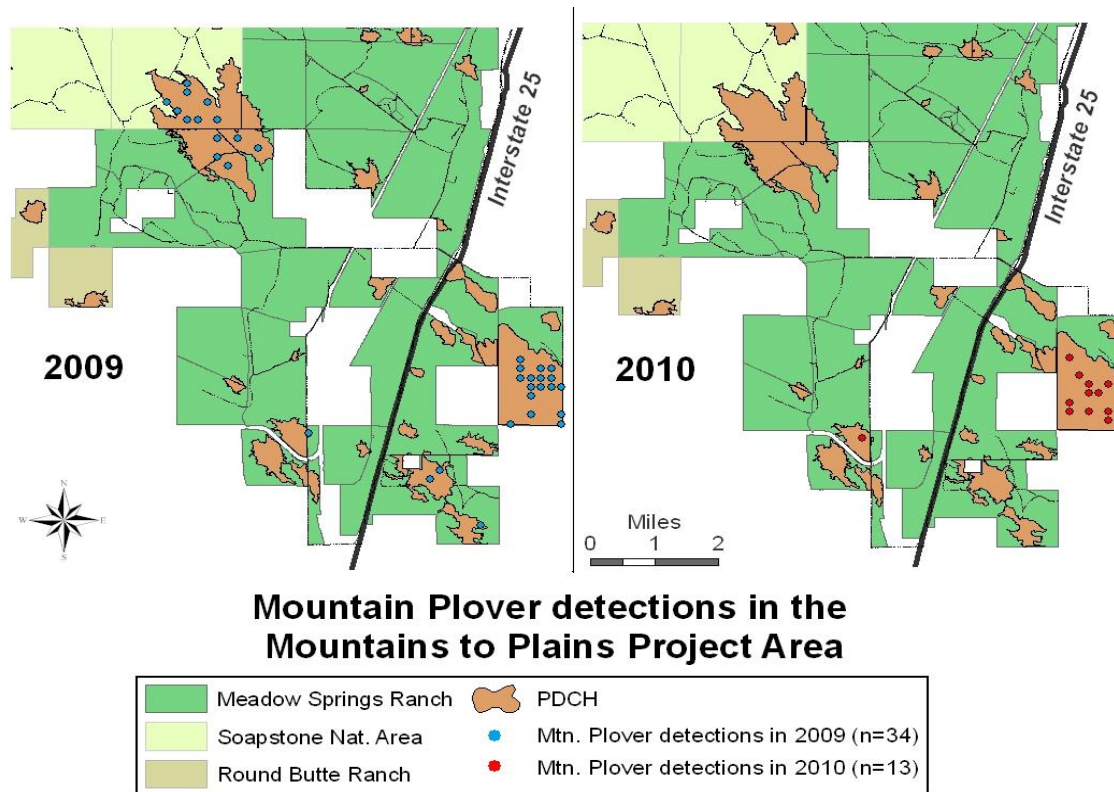 Interstate 25
2009
N
W E
S
Interstate 25
2010
Miles
0 1 2
Mountain Plover detections in the
Mountains to Plains Project Area
Meadow Springs Ranch
Soapstone Nat. Area
Round Butte Ranch
PDCH
Mtn. Plover detections in 2009 (n=34)
Mtn. Plover detections in 2010 (n=13)